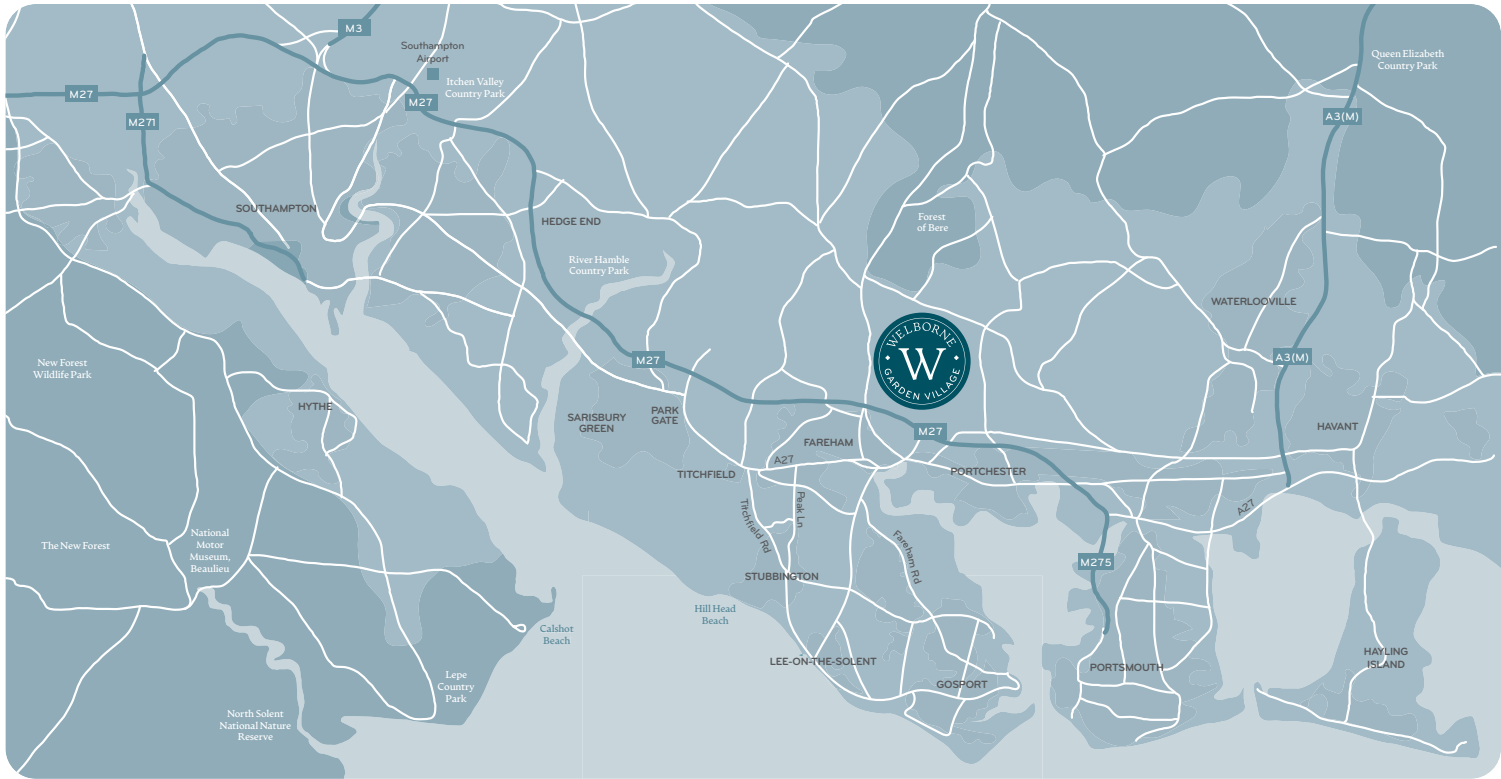 M3
Southampton
Airport
Itchen Valley
Country Park
Queen Elizabeth
Country Park
M27
M27
M271
A3(M)
SOUTHAMPTON
HEDGE END
Forest
of Bere
River Hamble
Country Park
WATERLOOVILLE
WELBORNE
W
GARDEN VILLAGE
New Forest
Wildlife Park
M27
A3(M)
HYTHE
SARISBURY
GREEN
PARK
GATE
M27
FAREHAM
HAVANT
A27
TITCHFIELD
PORTCHESTER
Titchfield Rd
Peak Ln
A27
Fareham Rd
The New Forest
National
Motor
Museum,
Beaulieu
M275
STUBBINGTON
Hill Head
Beach
Calshot
Beach
LEE-ON-THE-SOLENT
GOSPORT
PORTSMOUTH
HAYLING
ISLAND
Lepe
Country
Park
North Solent
National Nature
Reserve